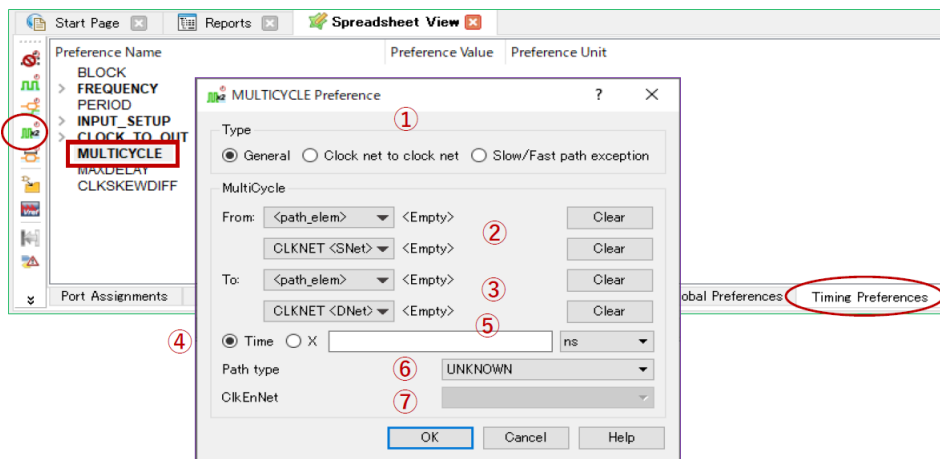 Start Page
Reports
Spreadsheet View
Preference Name Preference Value Preference Unit
BLOCK
FREQUENCY
PERIOD
INPUT_SETUP
CLOCK_TO_OUT
MULTICYCLE
MAXDELAY
CLKSKEWDIFF
MULTICYCLE Preference ?
①
Type
General Clock net to clock net Slow/Fast path exception
MultiCycle
From: <path_elem> <Empty> Clear
②
CLKNET <SNet> <Empty> Clear
To: <path_elem> <Empty> Clear
③
CLKNET <DNet> <Empty> Clear
④ Time X ⑤ ns
Path type ⑥ UNKNOWN
ClkEnNet ⑦
OK Cancel Help
Port Assignments obal Preferences Timing Preferences